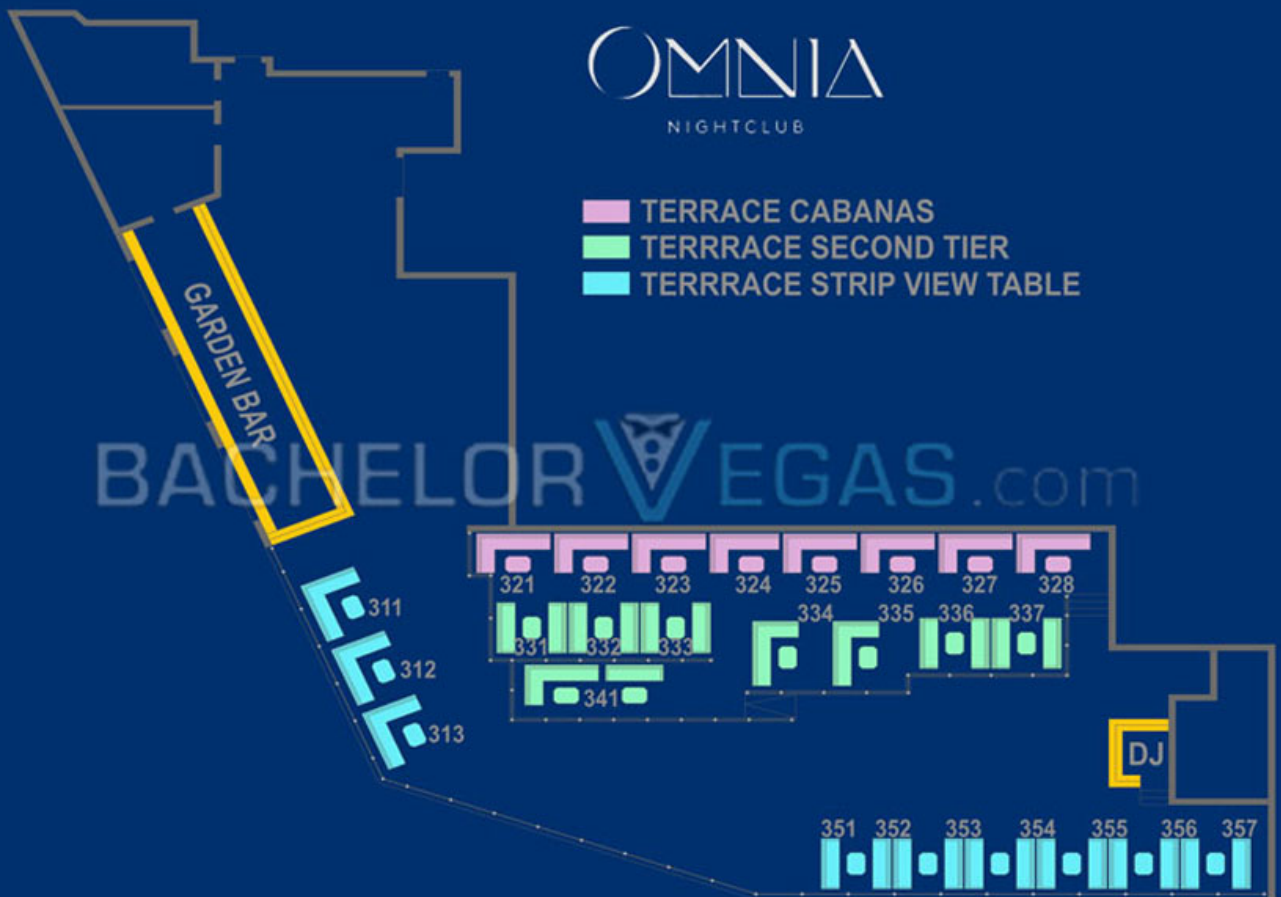 OMNIA
NIGHTCLUB
TERRACE CABANAS
TERRRACE SECOND TIER
TERRRACE STRIP VIEW TABLE
GARDEN BAR
BACHELOR VEGAS.com
321 322 323 324 325 326 327 328
311
334 335 336 337
331 332 333
312
341
313
DJ
351 352 353 354 355 356 357